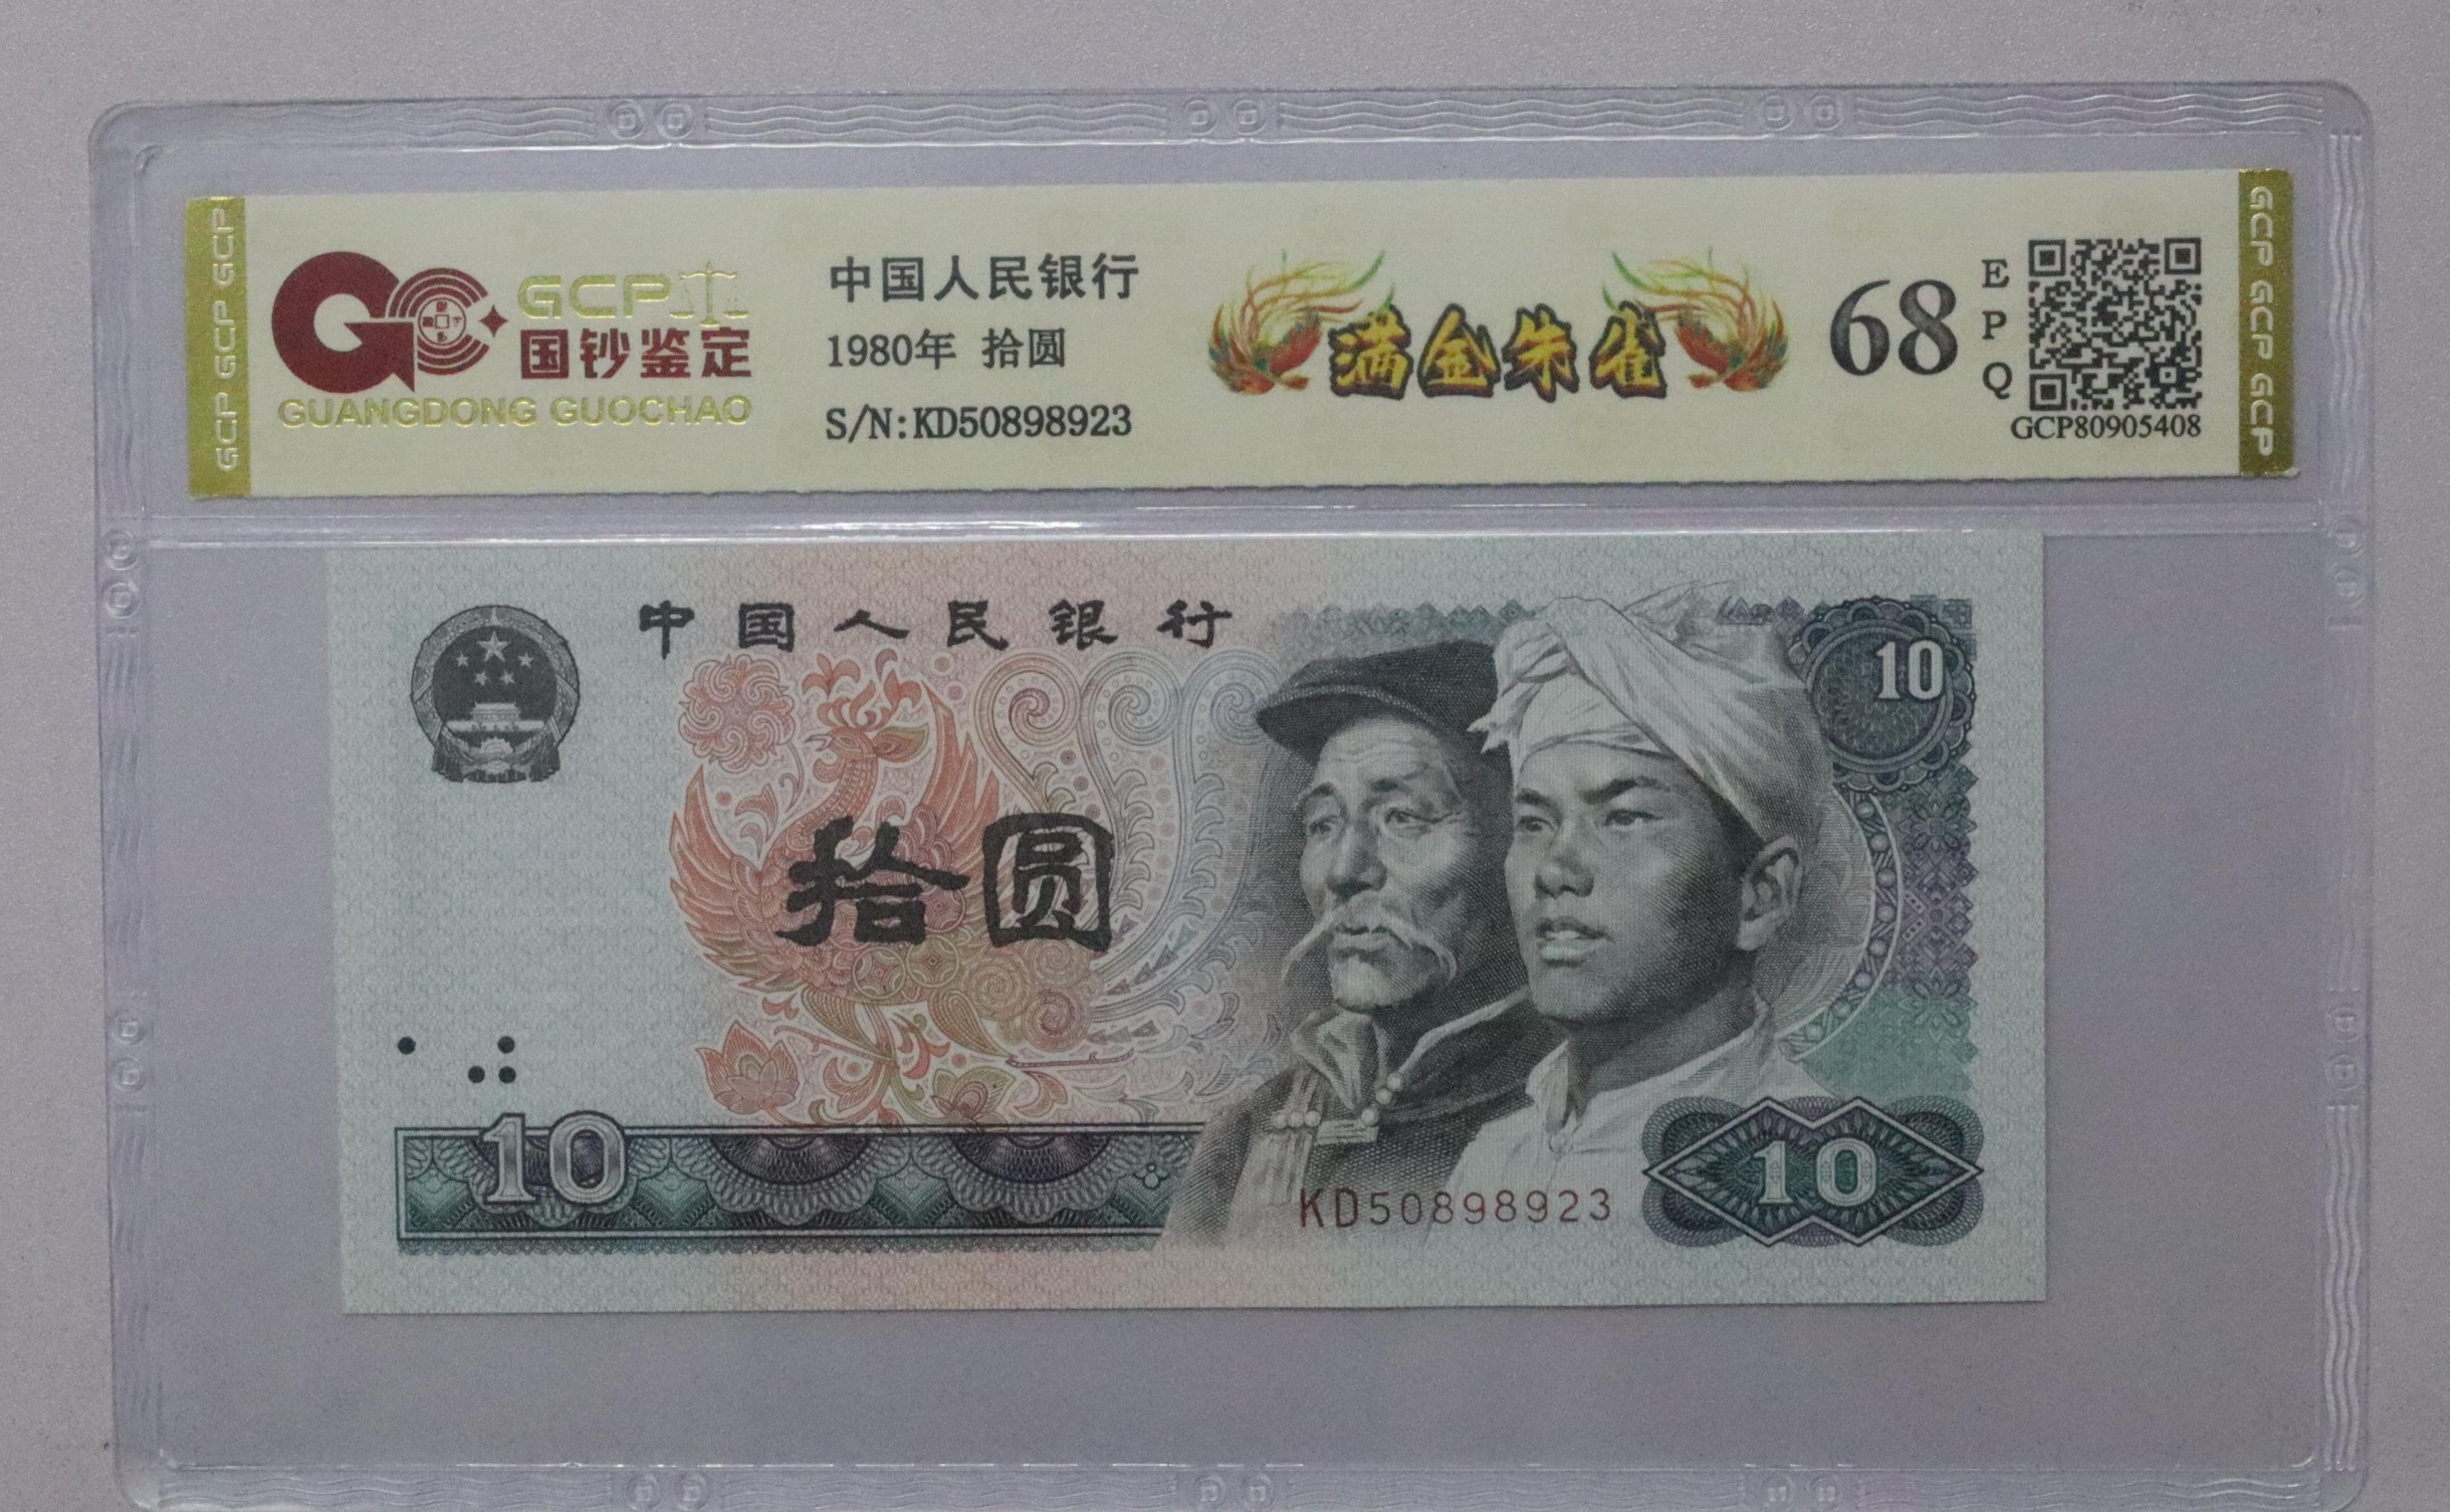 GCP GCP GCP
GCP
国钞鉴定
GUANGDONG GUOCHAO
中国人民银行
1980年 拾圆
S/N:KD50898923
满金朱雀
68
E
P
Q
GCP80905408
GCP GCP GCP
中国人民银行
10
拾圆
10
KD50898923
10